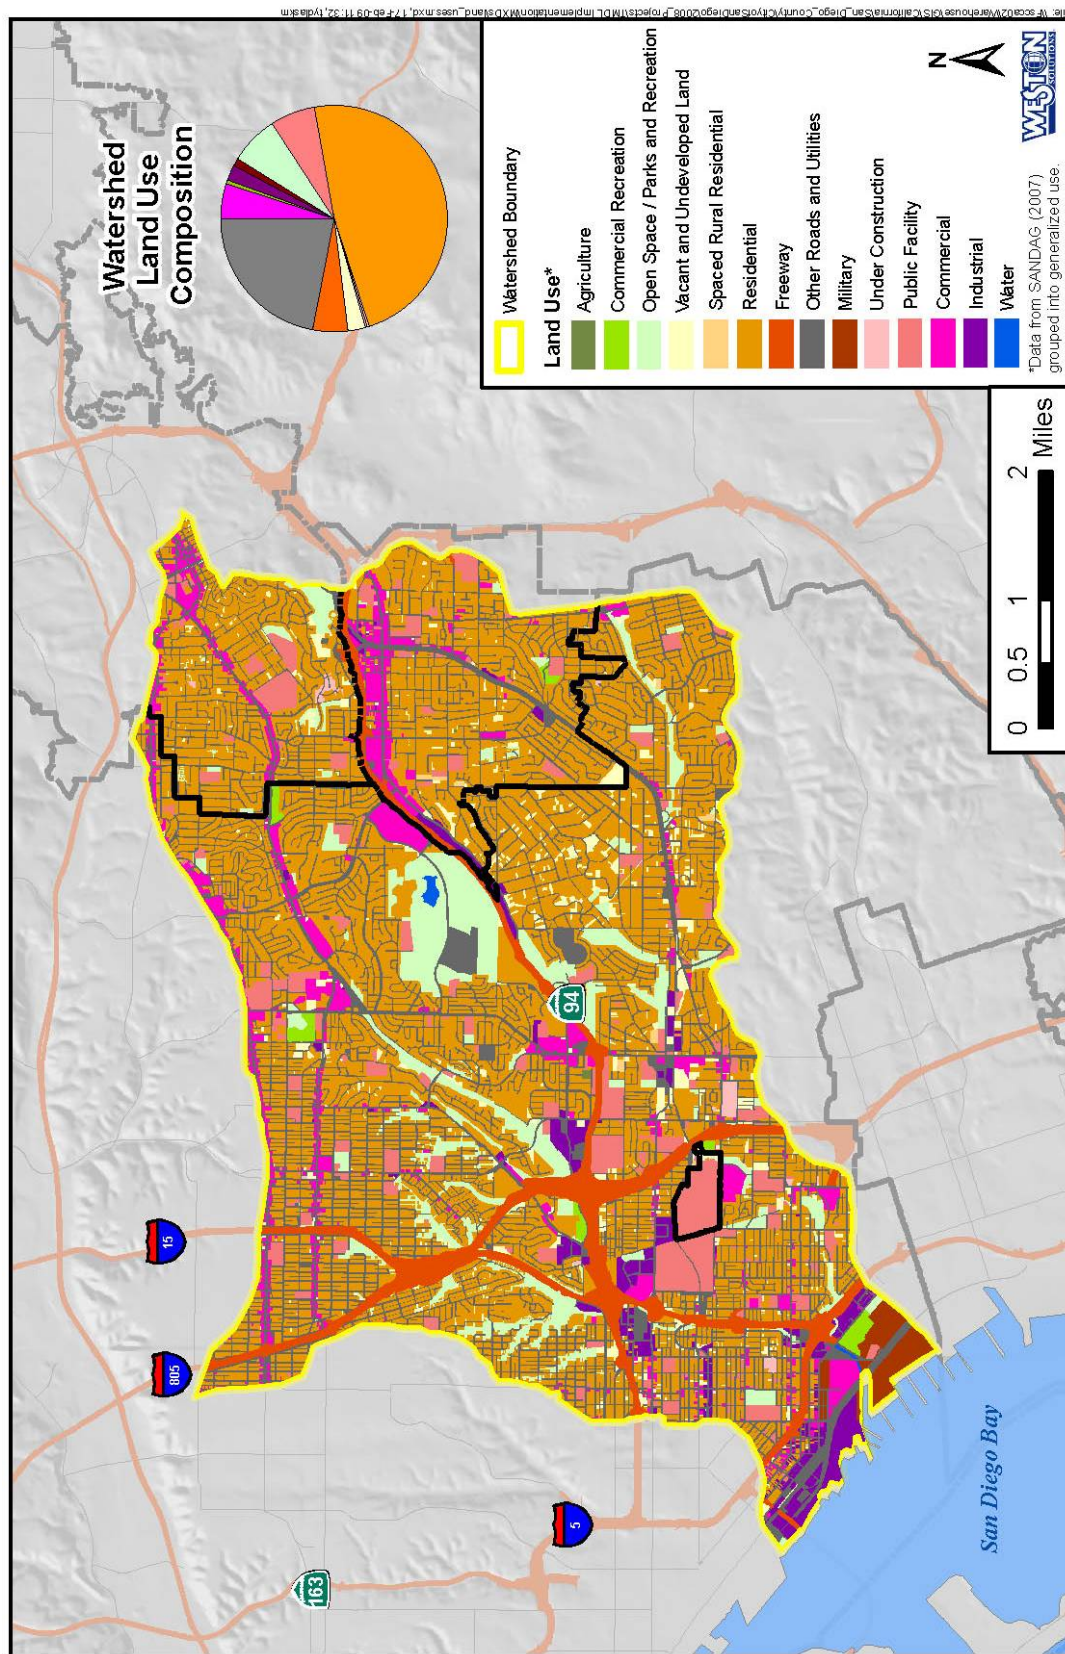 Watershed
Land Use
Composition
Watershed Boundary
Land Use*
Agriculture
Commercial Recreation
Open Space / Parks and Recreation
Vacant and Undeveloped Land
Spaced Rural Residential
Residential
Freeway
Other Roads and Utilities
Military
Under Construction
Public Facility
Commercial
Industrial
Water
*Data from SANDAG (2007)
grouped into generalized use.
N
WESTON
SOLUTIONS
0 0.5 1 2
Miles
15
805
94
5
163
San Diego Bay